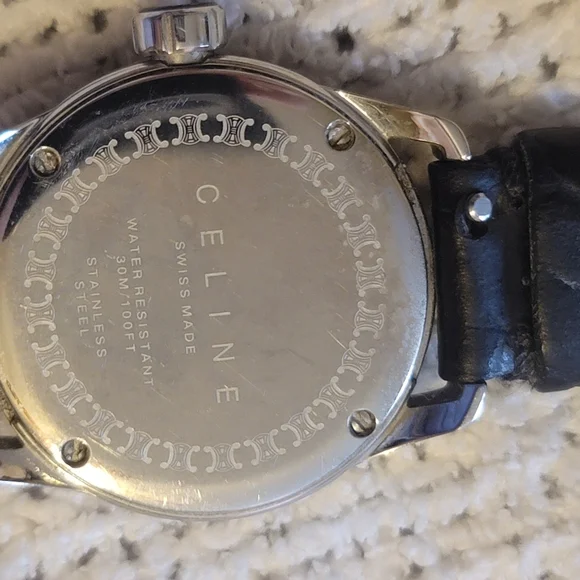 CELINE
SWISS MADE
WATER RESISTANT
30M/100FT
STAINLESS
STEEL